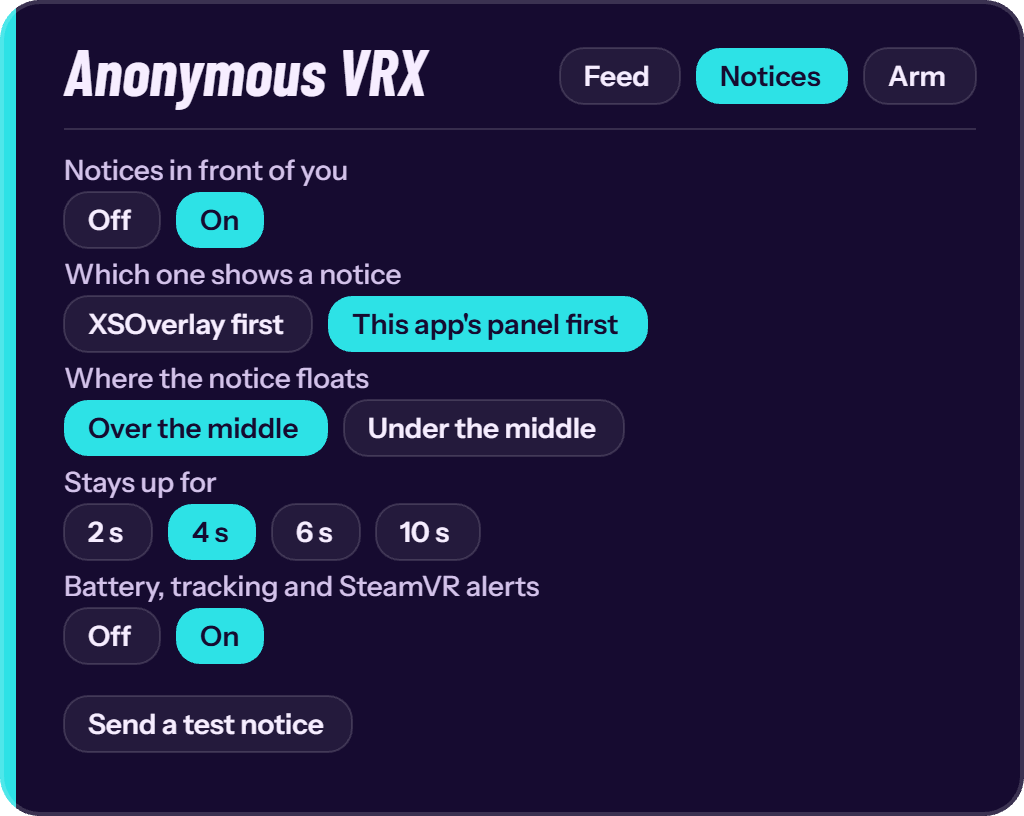 Anonymous VRX
Feed Notices Arm
Notices in front of you
Off On
Which one shows a notice
XSOverlay first This app's panel first
Where the notice floats
Over the middle Under the middle
Stays up for
2 s 4 s 6 s 10 s
Battery, tracking and SteamVR alerts
Off On
Send a test notice